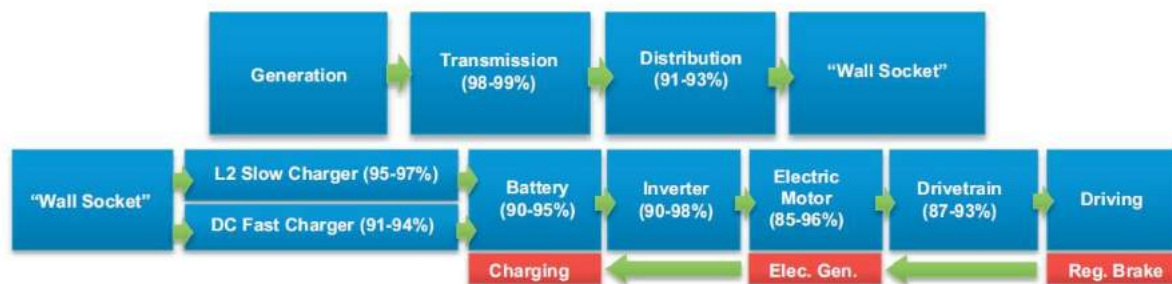 Generation
Transmission
(98-99%)
Distribution
(91-93%)
“Wall Socket”
“Wall Socket”
L2 Slow Charger (95-97%)
DC Fast Charger (91-94%)
Battery
(90-95%)
Inverter
(90-98%)
Electric
Motor
(85-96%)
Drivetrain
(87-93%)
Driving
Charging
Elec. Gen.
Reg. Brake